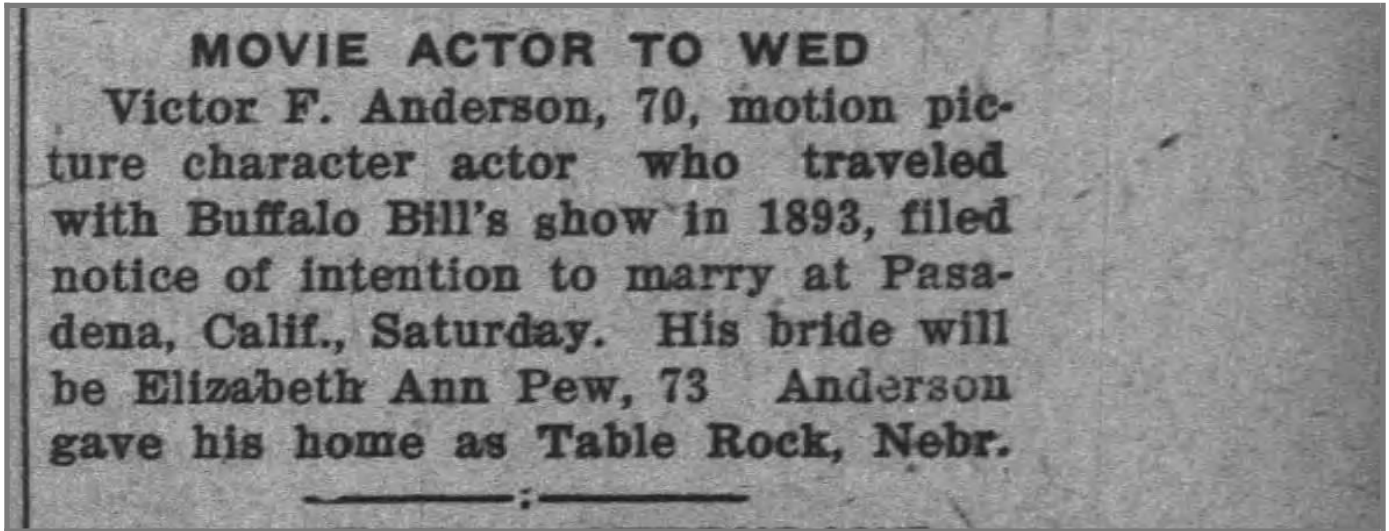 MOVIE ACTOR TO WED
Victor F. Anderson, 70, motion pic-
ture character actor who traveled
with Buffalo Bill's show in 1893, filed
notice of intention to marry at Pasa-
dena, Calif., Saturday. His bride will
be Elizabeth Ann Pew, 73 Anderson
gave his home as Table Rock, Nebr.